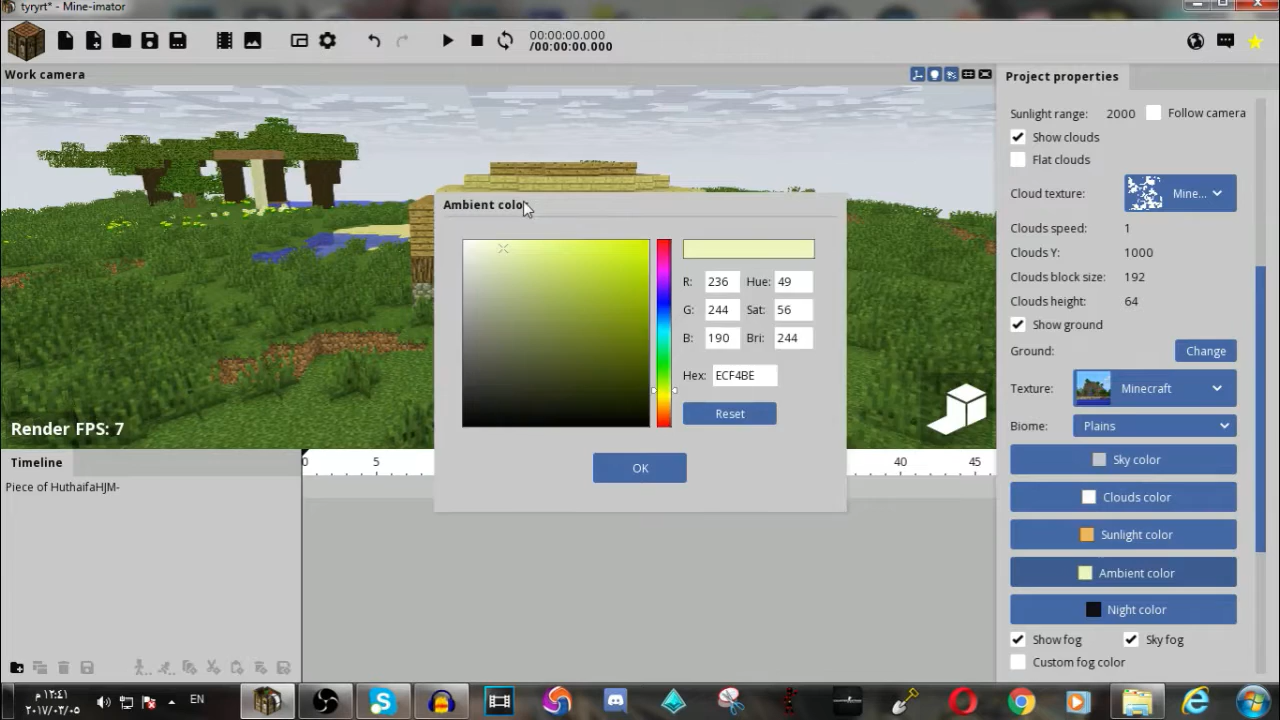 tyryrt* - Mine-imator
00:00:00.000
/00:00:00.000
Work camera
Render FPS: 7
Ambient color
R: 236 Hue: 49
G: 244 Sat: 56
B: 190 Bri: 244
Hex: ECF4BE
Reset
OK
Project properties
Sunlight range: 2000 Follow camera
Show clouds
Flat clouds
Cloud texture: Mine...
Clouds speed: 1
Clouds Y: 1000
Clouds block size: 192
Clouds height: 64
Show ground
Ground: Change
Texture: Minecraft
Biome: Plains
Sky color
Clouds color
Sunlight color
Ambient color
Night color
Show fog Sky fog
Custom fog color
Timeline
0 5 40 45
Piece of HuthaifaHJM-
١٢:٤١ م
٢٠١٧/٠٣/٠٥
EN